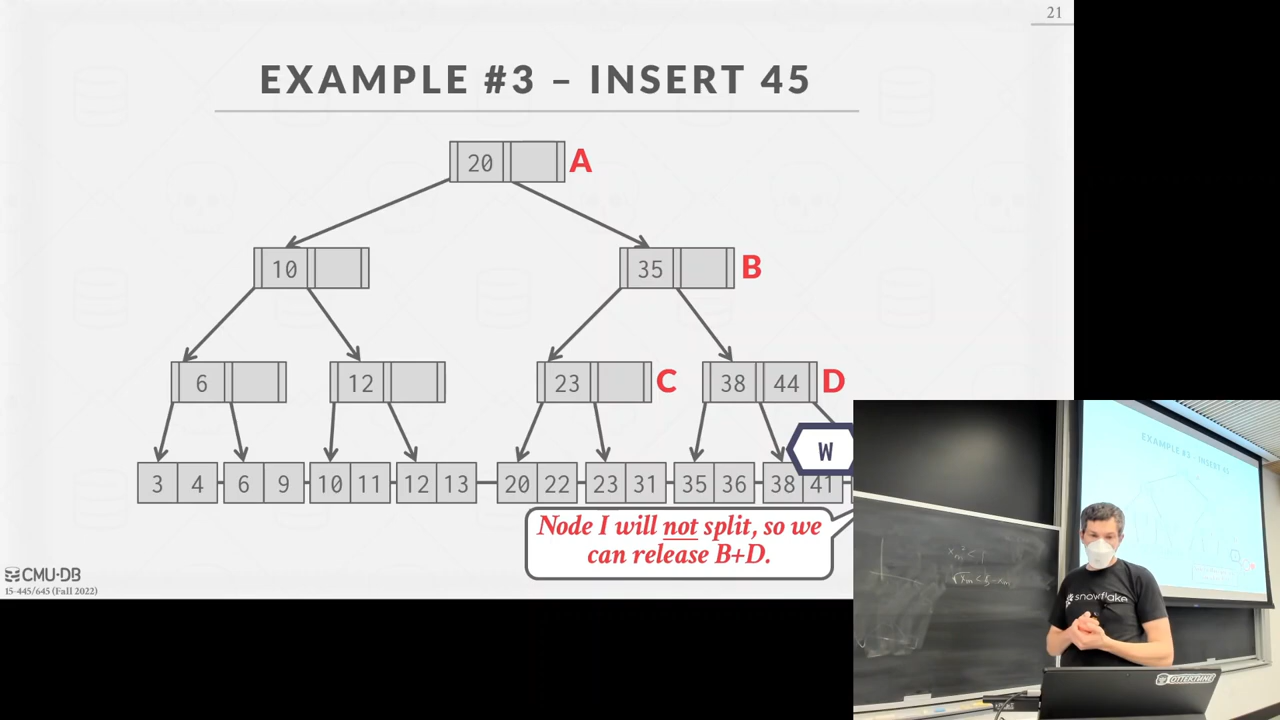 21
EXAMPLE #3 – INSERT 45
20 A
10 35 B
6 12 23 C 38 44 D
W
3 4 6 9 10 11 12 13 20 22 23 31 35 36 38 41
Node I will not split, so we
can release B+D.
CMU·DB
15-445/645 (Fall 2022)
EXAMPLE #3 - INSERT 45
snowflake
OTTERTUNE